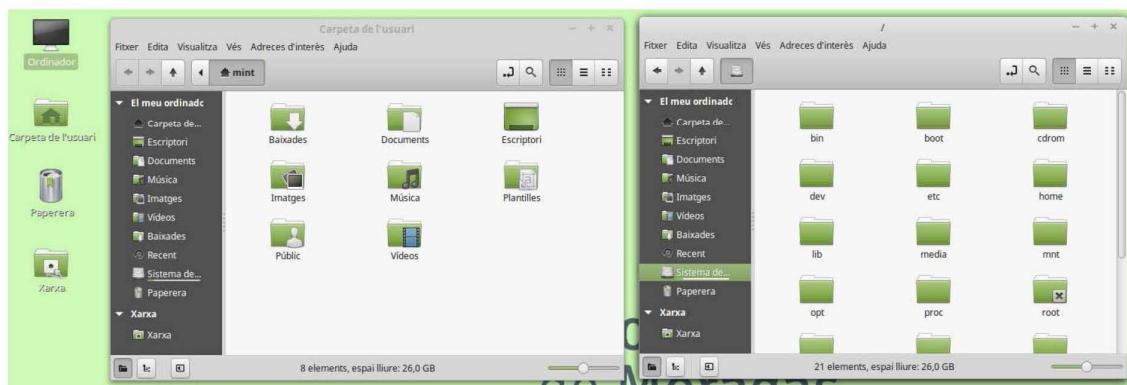 Ordinador
Carpeta de l'usuari
Paperera
Xarxa
Carpeta de l'usuari
Fitxer Edita Visualitza Vés Adreces d'interès Ajuda
mint
El meu ordinadc
Carpeta de...
Escriptori
Documents
Música
Imatges
Vídeos
Baixades
Recent
Sistema de...
Paperera
Xarxa
Xarxa
Baixades Documents Escriptori
Imatges Música Plantilles
Públic Vídeos
8 elements, espai lliure: 26,0 GB
/
Fitxer Edita Visualitza Vés Adreces d'interès Ajuda
El meu ordinadc
Carpeta de...
Escriptori
Documents
Música
Imatges
Vídeos
Baixades
Recent
Sistema de...
Paperera
Xarxa
Xarxa
bin boot cdrom
dev etc home
lib media mnt
opt proc root
21 elements, espai lliure: 26,0 GB